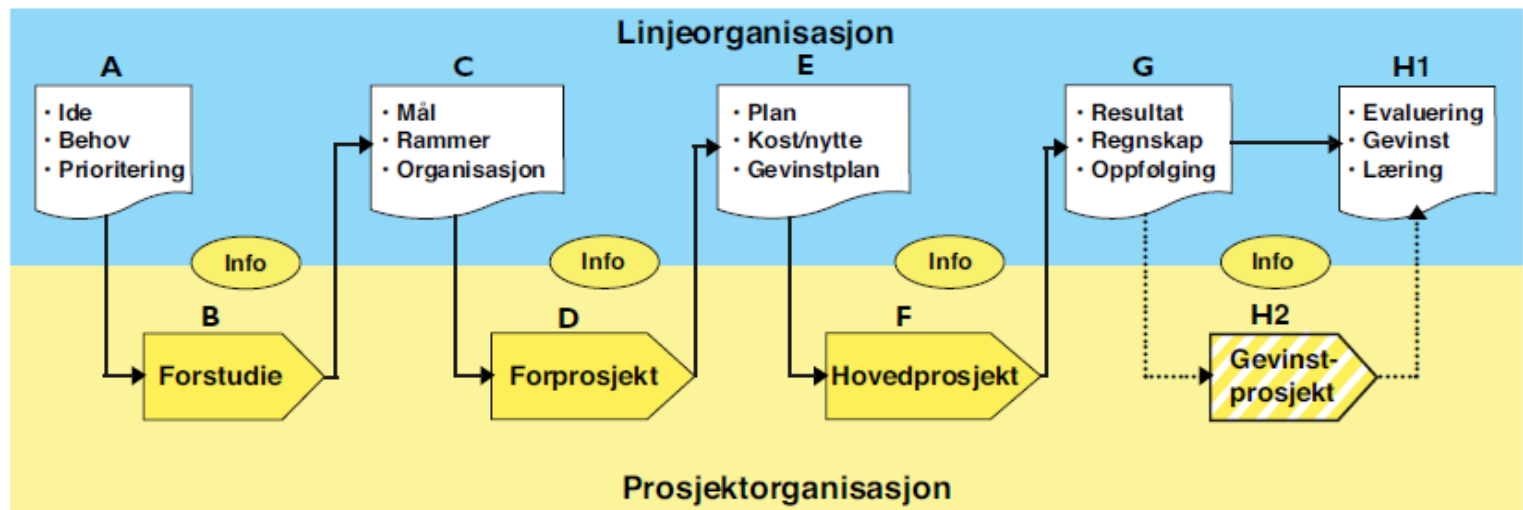 Linjeorganisasjon
A
· Ide
· Behov
· Prioritering
C
· Mål
· Rammer
· Organisasjon
E
· Plan
· Kost/nytte
· Gevinstplan
G
· Resultat
· Regnskap
· Oppfølging
H1
· Evaluering
· Gevinst
· Læring
Info
Info
Info
Info
B
Forstudie
D
Forprosjekt
F
Hovedprosjekt
H2
Gevinst-
prosjekt
Prosjektorganisasjon